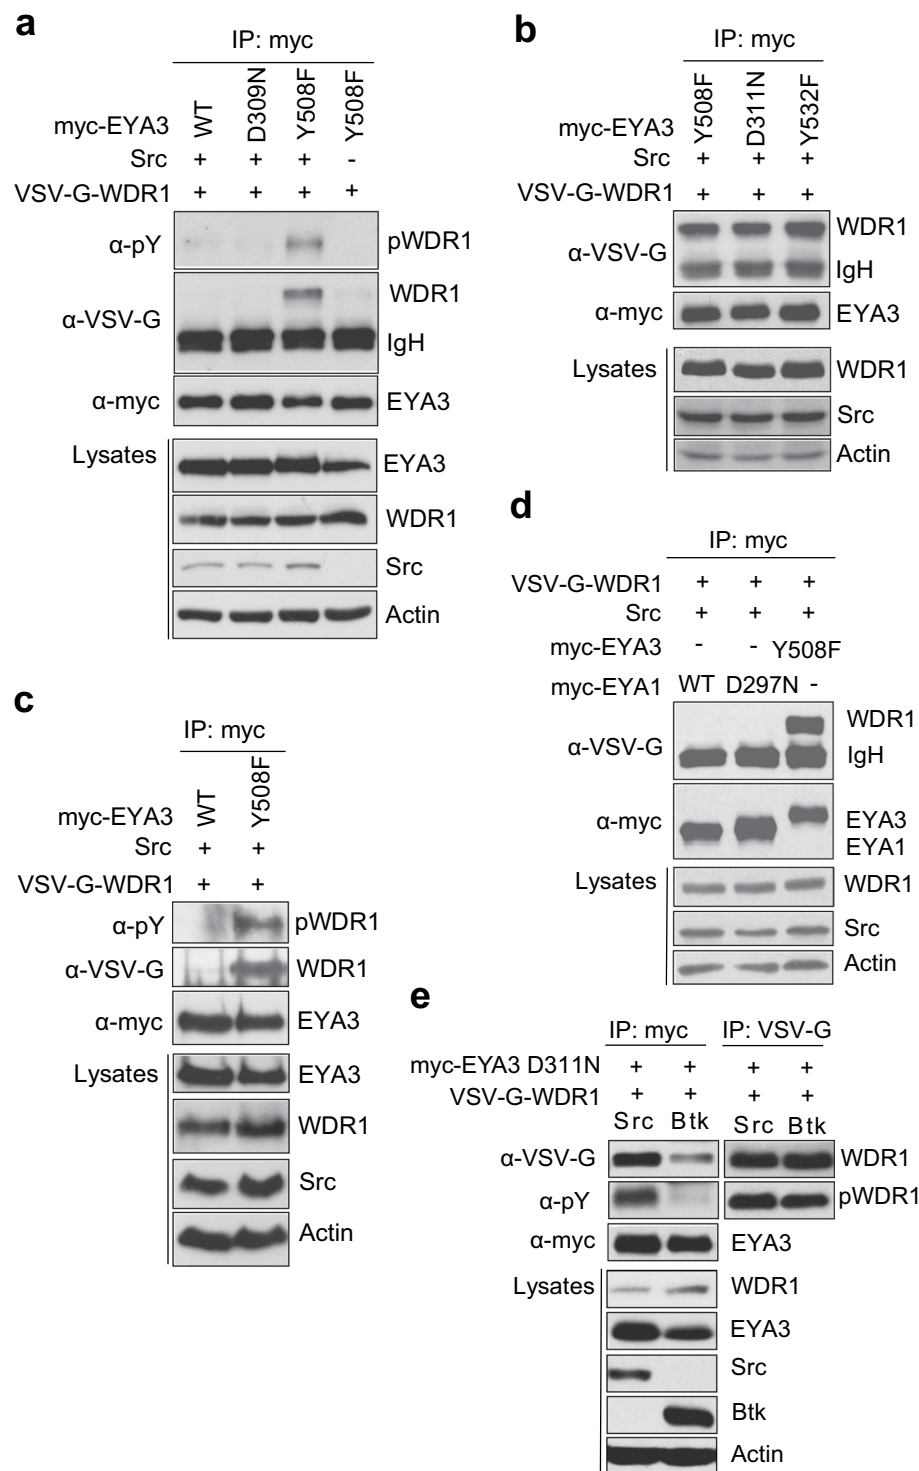 a
IP: myc
myc-EYA3 WT D309N Y508F Y508F
Src + + + -
VSV-G-WDR1 + + + +
α-pY pWDR1
WDR1
α-VSV-G
IgH
α-myc EYA3
Lysates EYA3
WDR1
Src
Actin
b
IP: myc
myc-EYA3 Y508F D311N Y532F
Src + + +
VSV-G-WDR1 + + +
WDR1
α-VSV-G
IgH
α-myc EYA3
Lysates WDR1
Src
Actin
c
IP: myc
myc-EYA3 WT Y508F
Src + +
VSV-G-WDR1 + +
α-pY pWDR1
α-VSV-G WDR1
α-myc EYA3
Lysates EYA3
WDR1
Src
Actin
d
IP: myc
VSV-G-WDR1 + + +
Src + + +
myc-EYA3 - - Y508F
myc-EYA1 WT D297N -
WDR1
α-VSV-G IgH
α-myc EYA3
EYA1
Lysates WDR1
Src
Actin
e
IP: myc IP: VSV-G
myc-EYA3 D311N + + + +
VSV-G-WDR1 + + + +
Src Btk Src Btk
α-VSV-G WDR1
α-pY pWDR1
α-myc EYA3
Lysates WDR1
EYA3
Src
Btk
Actin